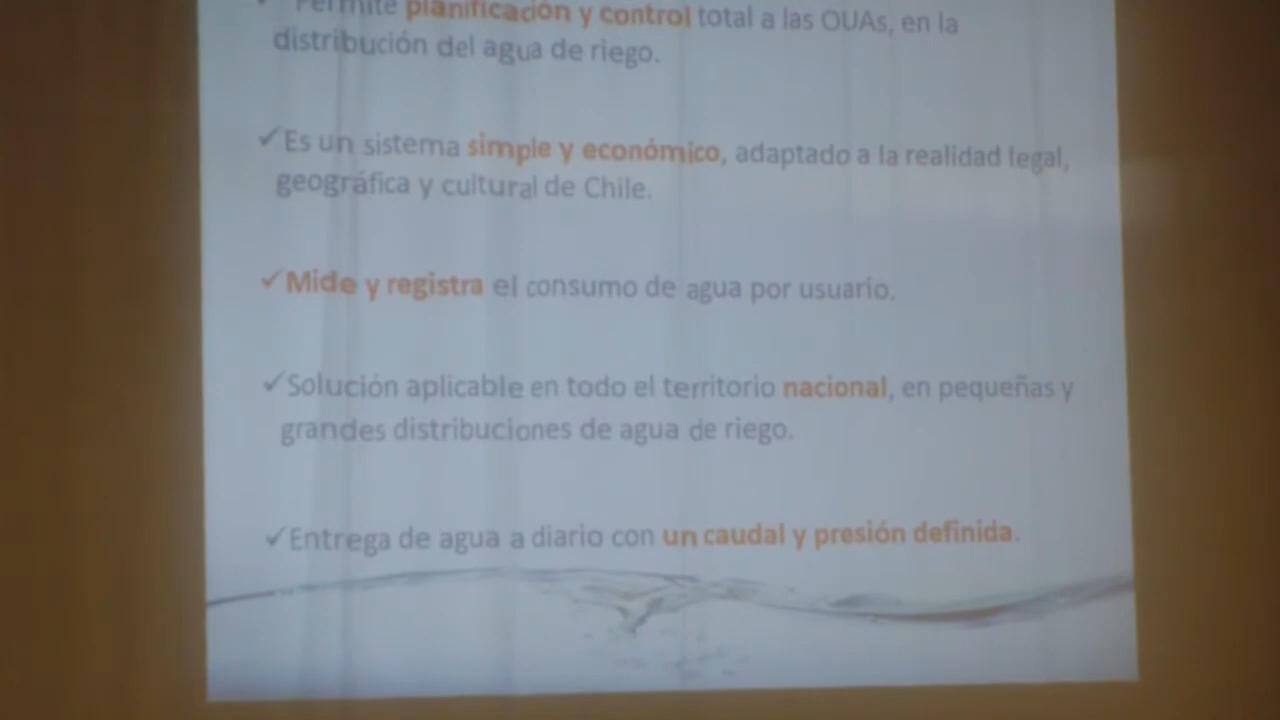 Permite planificación y control total a las OUAs, en la
distribución del agua de riego.
✓Es un sistema simple y económico, adaptado a la realidad legal,
geográfica y cultural de Chile.
✓Mide y registra el consumo de agua por usuario.
✓Solución aplicable en todo el territorio nacional, en pequeñas y
grandes distribuciones de agua de riego.
✓Entrega de agua a diario con un caudal y presión definida.